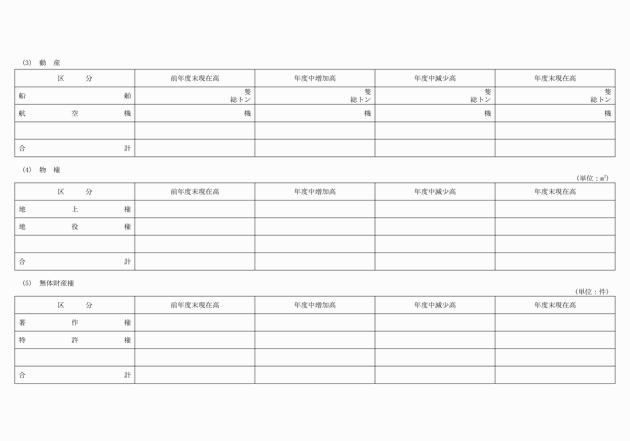 (3) 動 産
区 分 前年度末現在高 年度中増加高 年度中減少高 年度末現在高
船 舶 隻 隻 隻 隻
総トン 総トン 総トン 総トン
航 空 機 機 機 機 機
合 計
(4) 物 権
(単位:㎡)
区 分 前年度末現在高 年度中増加高 年度中減少高 年度末現在高
地 上 権
地 役 権
合 計
(5) 無体財産権
(単位:件)
区 分 前年度末現在高 年度中増加高 年度中減少高 年度末現在高
著 作 権
特 許 権
合 計